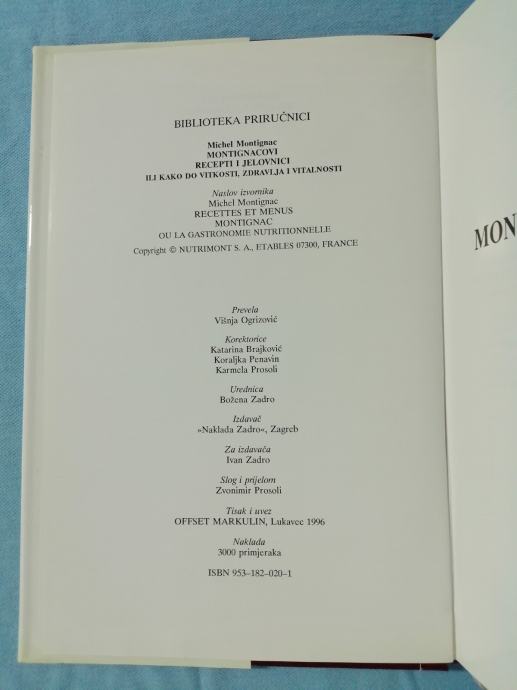 BIBLIOTEKA PRIRUČNICI
Michel Montignac
MONTIGNACOVI
RECEPTI I JELOVNICI
ILI KAKO DO VITKOSTI, ZDRAVLJA I VITALNOSTI
Naslov izvornika
Michel Montignac
RECETTES ET MENUS
MONTIGNAC
OU LA GASTRONOMIE NUTRITIONNELLE
Copyright © NUTRIMONT S. A., ETABLES 07300, FRANCE
Prevela
Višnja Ogrizović
Korektorice
Katarina Brajković
Koraljka Penavin
Karmela Prosoli
Urednica
Božena Zadro
Izdavač
»Naklada Zadro«, Zagreb
Za izdavača
Ivan Zadro
Slog i prijelom
Zvonimir Prosoli
Tisak i uvez
OFFSET MARKULIN, Lukavec 1996
Naklada
3000 primjeraka
ISBN 953–182–020–1
MON